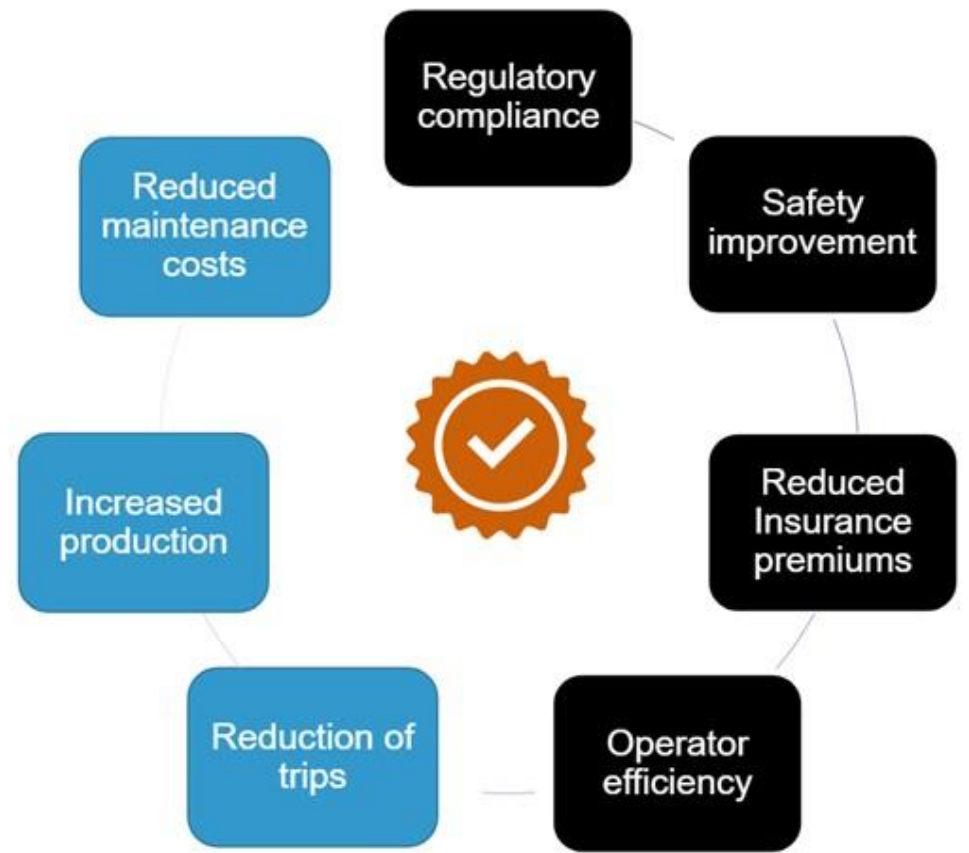 Regulatory
compliance
Safety
improvement
Reduced
Insurance
premiums
Operator
efficiency
Reduction of
trips
Increased
production
Reduced
maintenance
costs